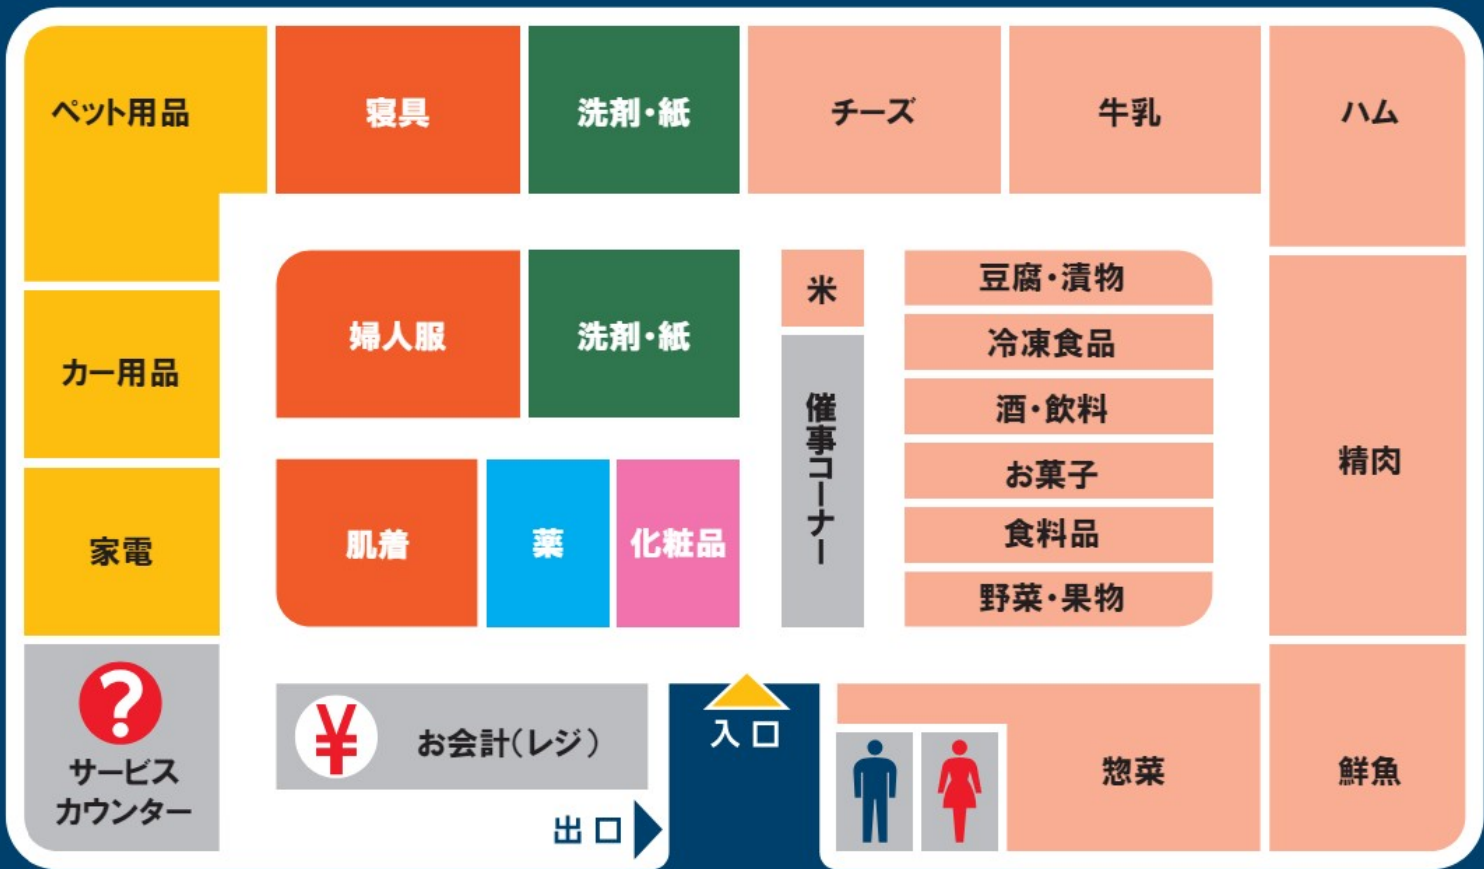 ペット用品
寝具
洗剤・紙
チーズ
牛乳
ハム
カー用品
婦人服
洗剤・紙
米
豆腐・漬物
冷凍食品
酒・飲料
お菓子
食料品
野菜・果物
催事コーナー
精肉
家電
肌着
薬
化粧品
?
サービス
カウンター
¥
お会計(レジ)
入口
出口
惣菜
鮮魚